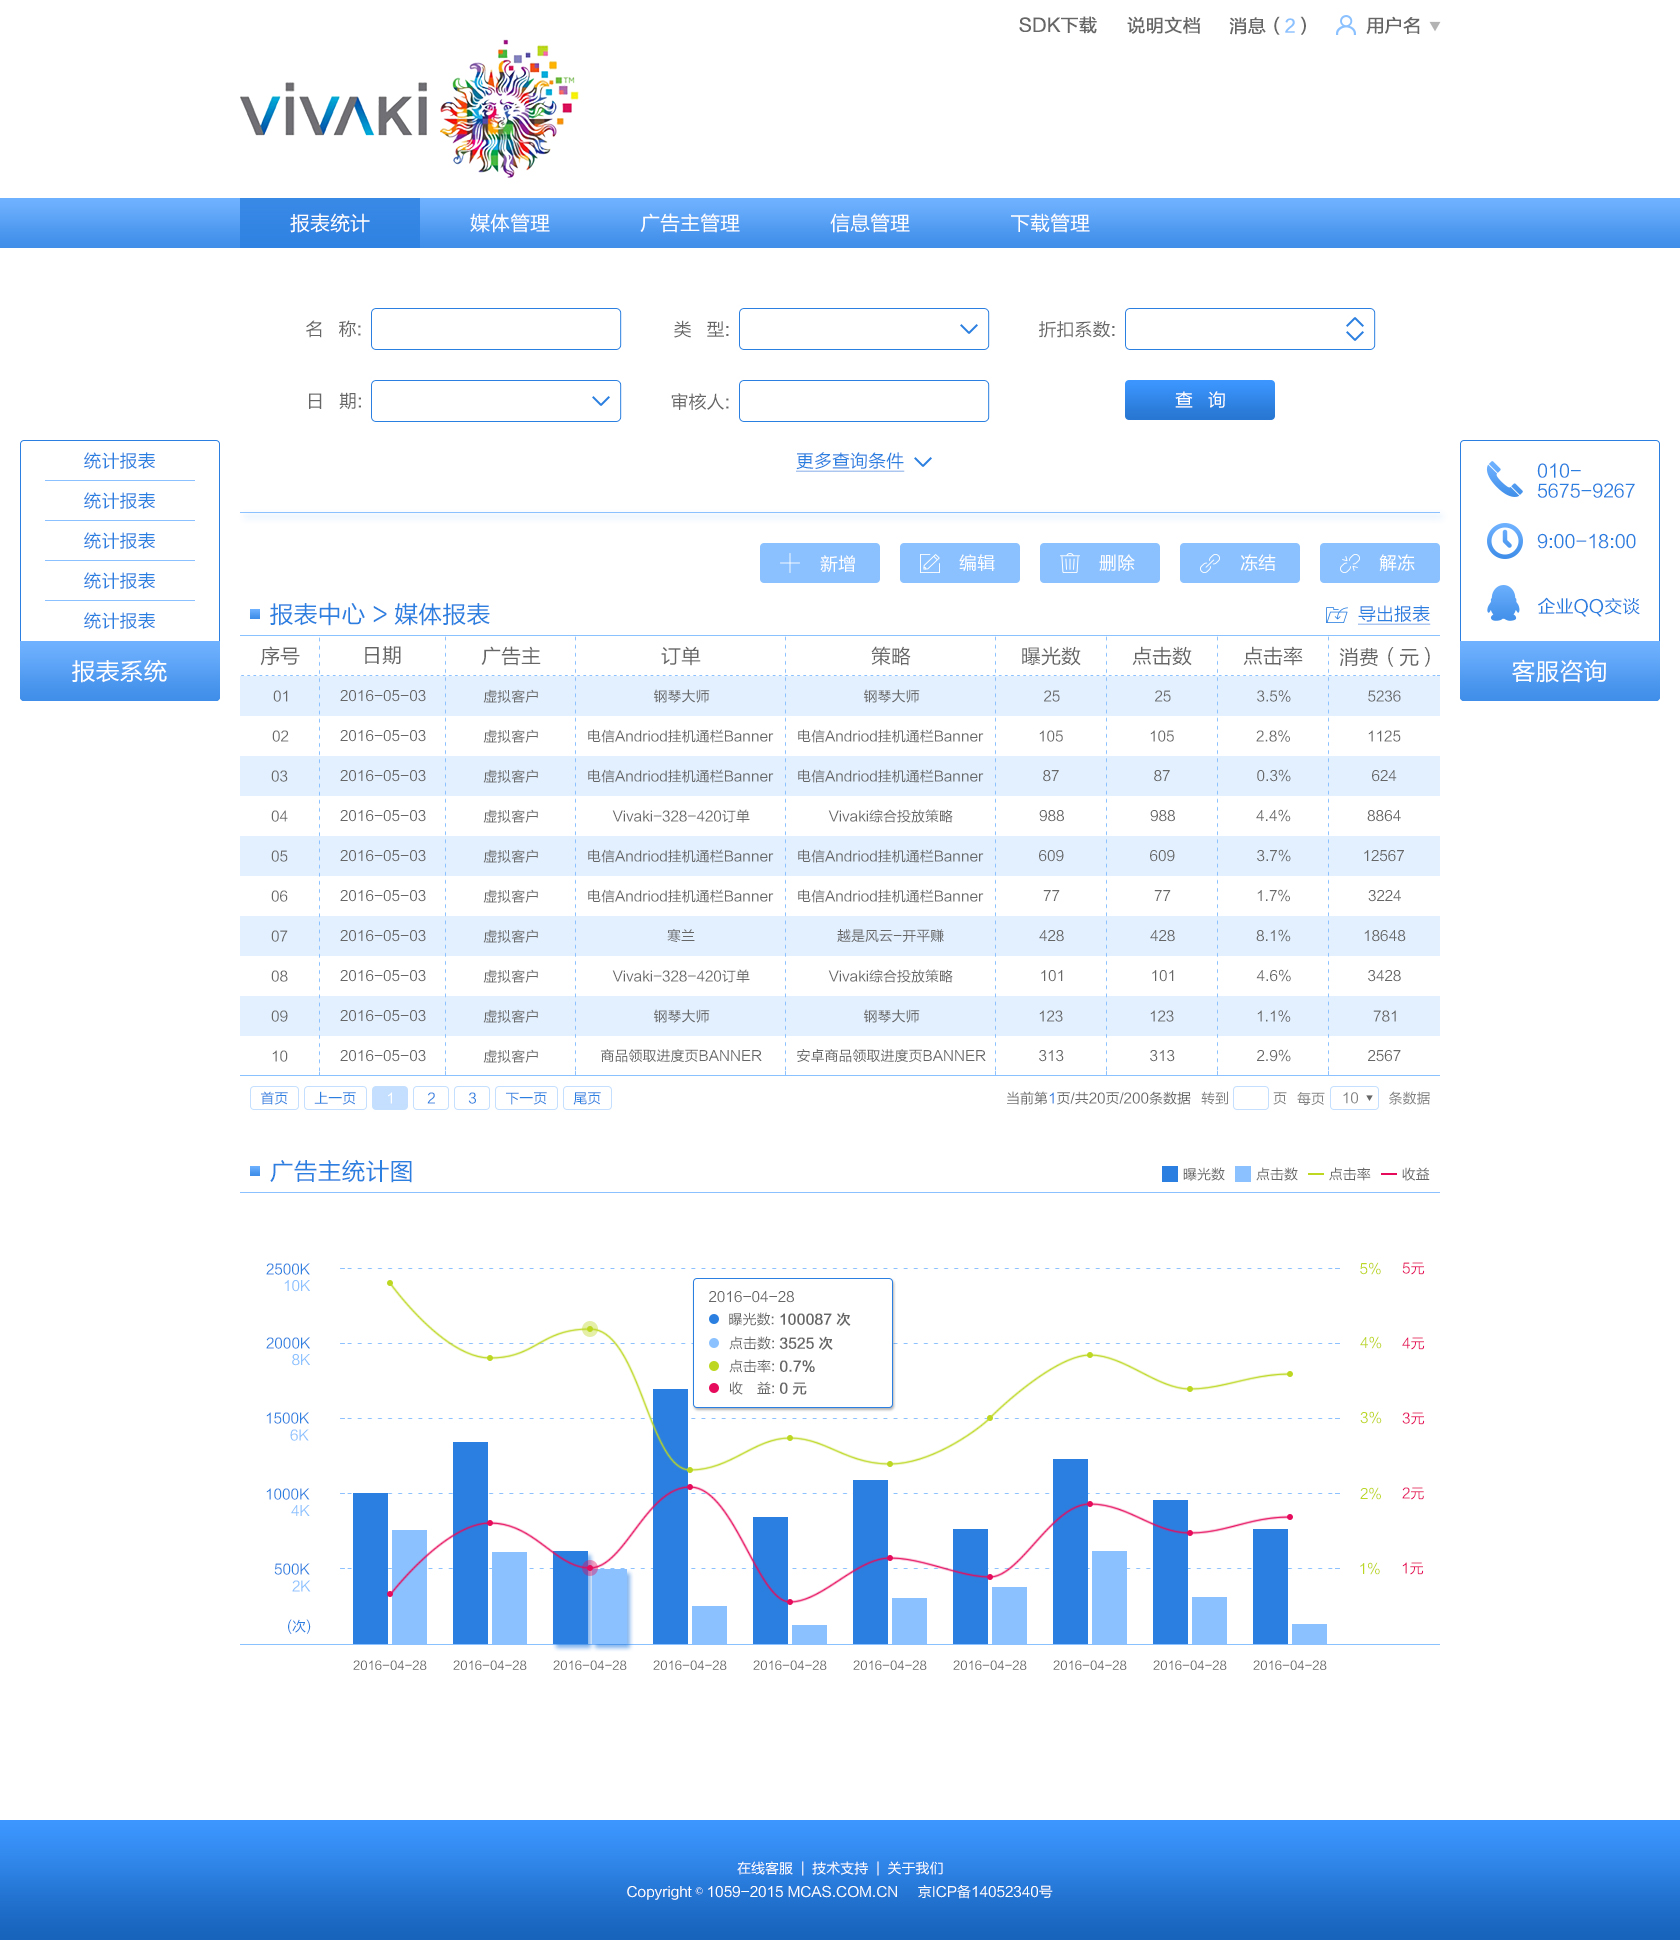 SDK下载 说明文档 消息（2） 用户名
ViVAKi TM
报表统计 媒体管理 广告主管理 信息管理 下载管理
名 称: 类 型: 折扣系数:
日 期: 审核人: 查 询
更多查询条件
统计报表
统计报表
统计报表
统计报表
统计报表
报表系统
010-
5675-9267
9:00-18:00
企业QQ交谈
客服咨询
新增 编辑 删除 冻结 解冻
报表中心 > 媒体报表 导出报表
序号 日期 广告主 订单 策略 曝光数 点击数 点击率 消费（元）
01 2016-05-03 虚拟客户 钢琴大师 钢琴大师 25 25 3.5% 5236
02 2016-05-03 虚拟客户 电信Andriod挂机通栏Banner 电信Andriod挂机通栏Banner 105 105 2.8% 1125
03 2016-05-03 虚拟客户 电信Andriod挂机通栏Banner 电信Andriod挂机通栏Banner 87 87 0.3% 624
04 2016-05-03 虚拟客户 Vivaki-328-420订单 Vivaki综合投放策略 988 988 4.4% 8864
05 2016-05-03 虚拟客户 电信Andriod挂机通栏Banner 电信Andriod挂机通栏Banner 609 609 3.7% 12567
06 2016-05-03 虚拟客户 电信Andriod挂机通栏Banner 电信Andriod挂机通栏Banner 77 77 1.7% 3224
07 2016-05-03 虚拟客户 寒兰 越是风云-开平赚 428 428 8.1% 18648
08 2016-05-03 虚拟客户 Vivaki-328-420订单 Vivaki综合投放策略 101 101 4.6% 3428
09 2016-05-03 虚拟客户 钢琴大师 钢琴大师 123 123 1.1% 781
10 2016-05-03 虚拟客户 商品领取进度页BANNER 安卓商品领取进度页BANNER 313 313 2.9% 2567
首页 上一页 1 2 3 下一页 尾页 当前第1页/共20页/200条数据 转到 页 每页 10 条数据
广告主统计图 曝光数 点击数 点击率 收益
2500K 5% 5元
10K
2000K 4% 4元
8K
1500K 3% 3元
6K
1000K 2% 2元
4K
500K 1% 1元
2K
(次)
2016-04-28
曝光数: 100087 次
点击数: 3525 次
点击率: 0.7%
收 益: 0 元
2016-04-28 2016-04-28 2016-04-28 2016-04-28 2016-04-28 2016-04-28 2016-04-28 2016-04-28 2016-04-28 2016-04-28
在线客服 | 技术支持 | 关于我们
Copyright © 1059-2015 MCAS.COM.CN 京ICP备14052340号